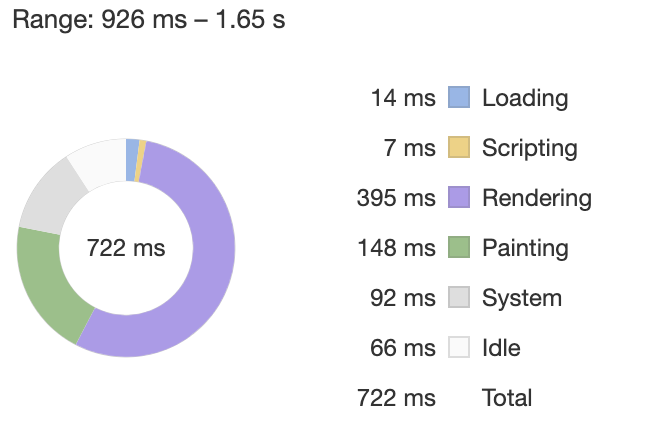 Range: 926 ms – 1.65 s
722 ms
14 ms Loading
7 ms Scripting
395 ms Rendering
148 ms Painting
92 ms System
66 ms Idle
722 ms Total